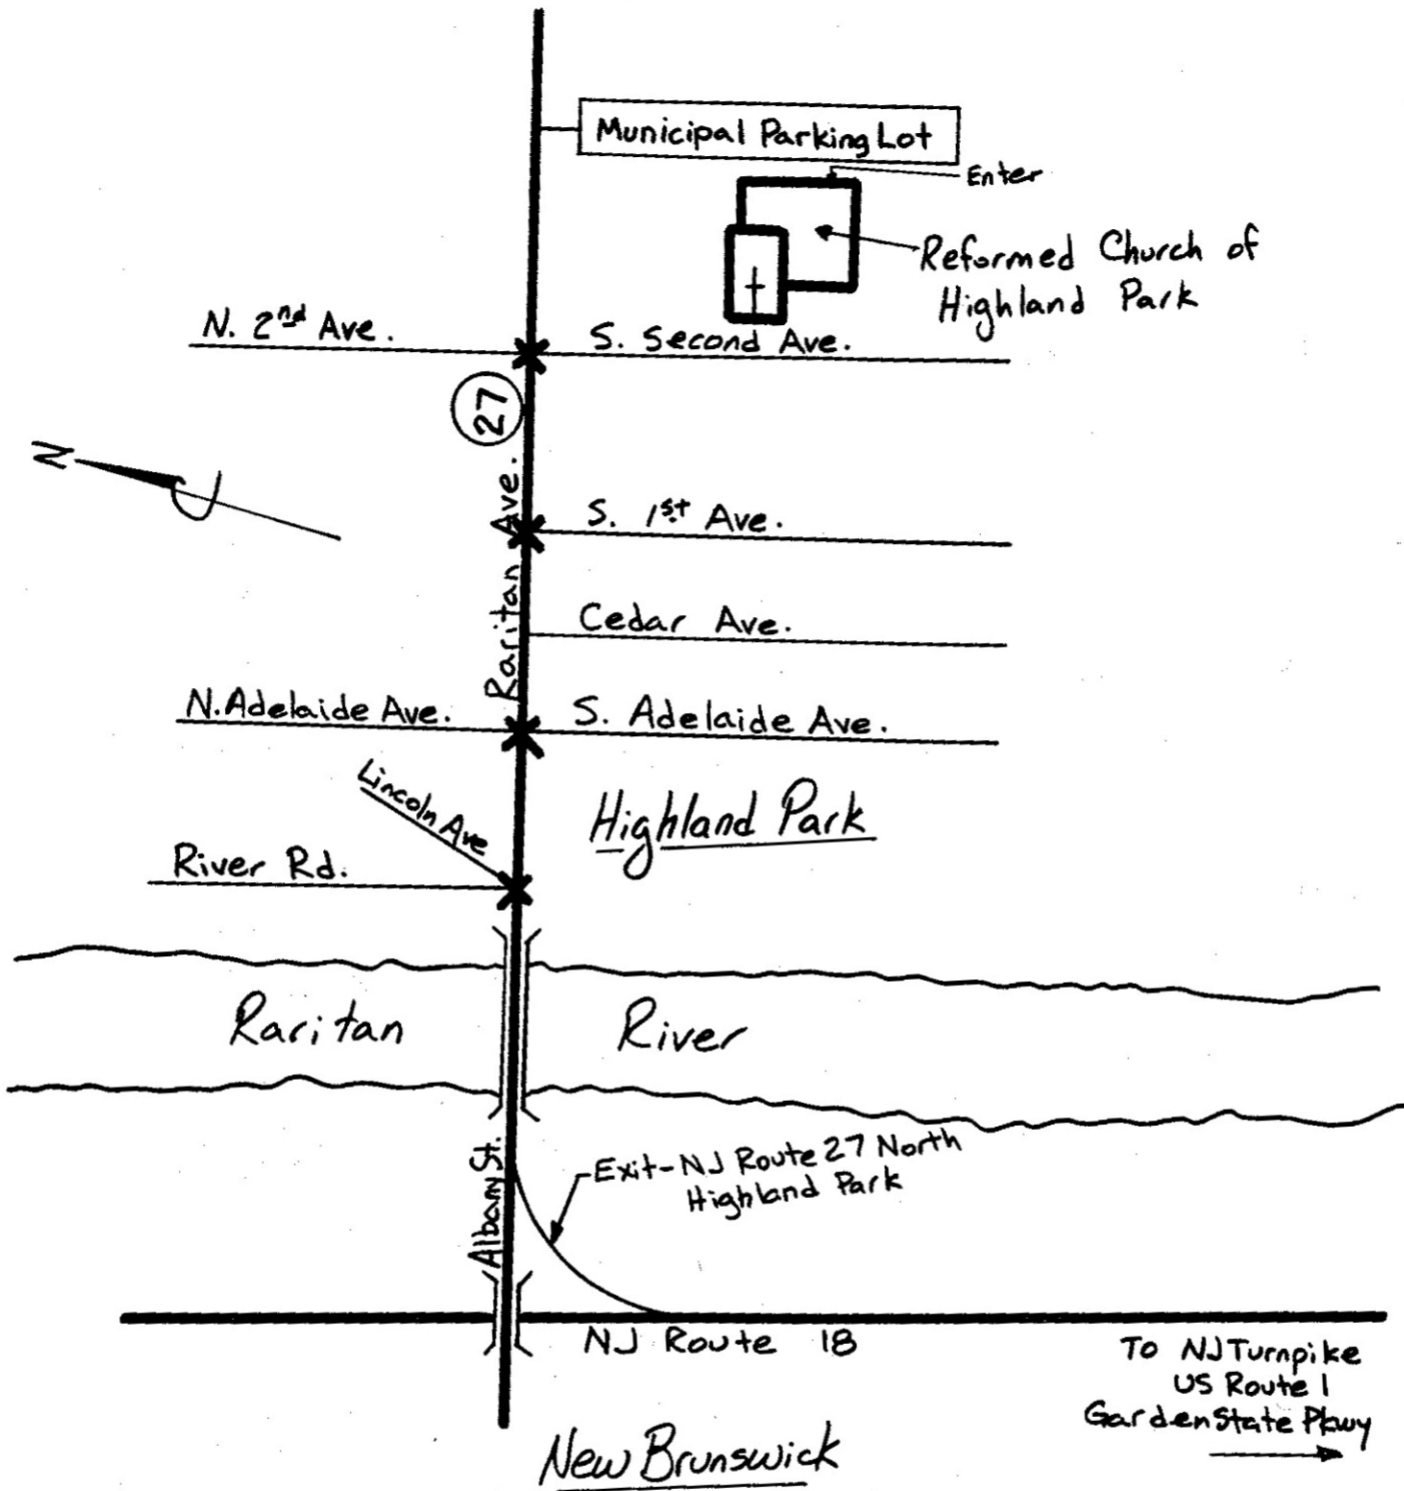 Municipal Parking Lot
Enter
Reformed Church of
Highland Park
N. 2nd Ave.
S. Second Ave.
27
N
S. 1st Ave.
Raritan Ave.
Cedar Ave.
N. Adelaide Ave.
S. Adelaide Ave.
Lincoln Ave
Highland Park
River Rd.
Raritan River
Albany St.
Exit-NJ Route 27 North
Highland Park
NJ Route 18
To NJ Turnpike
US Route 1
Garden State Pkwy
New Brunswick